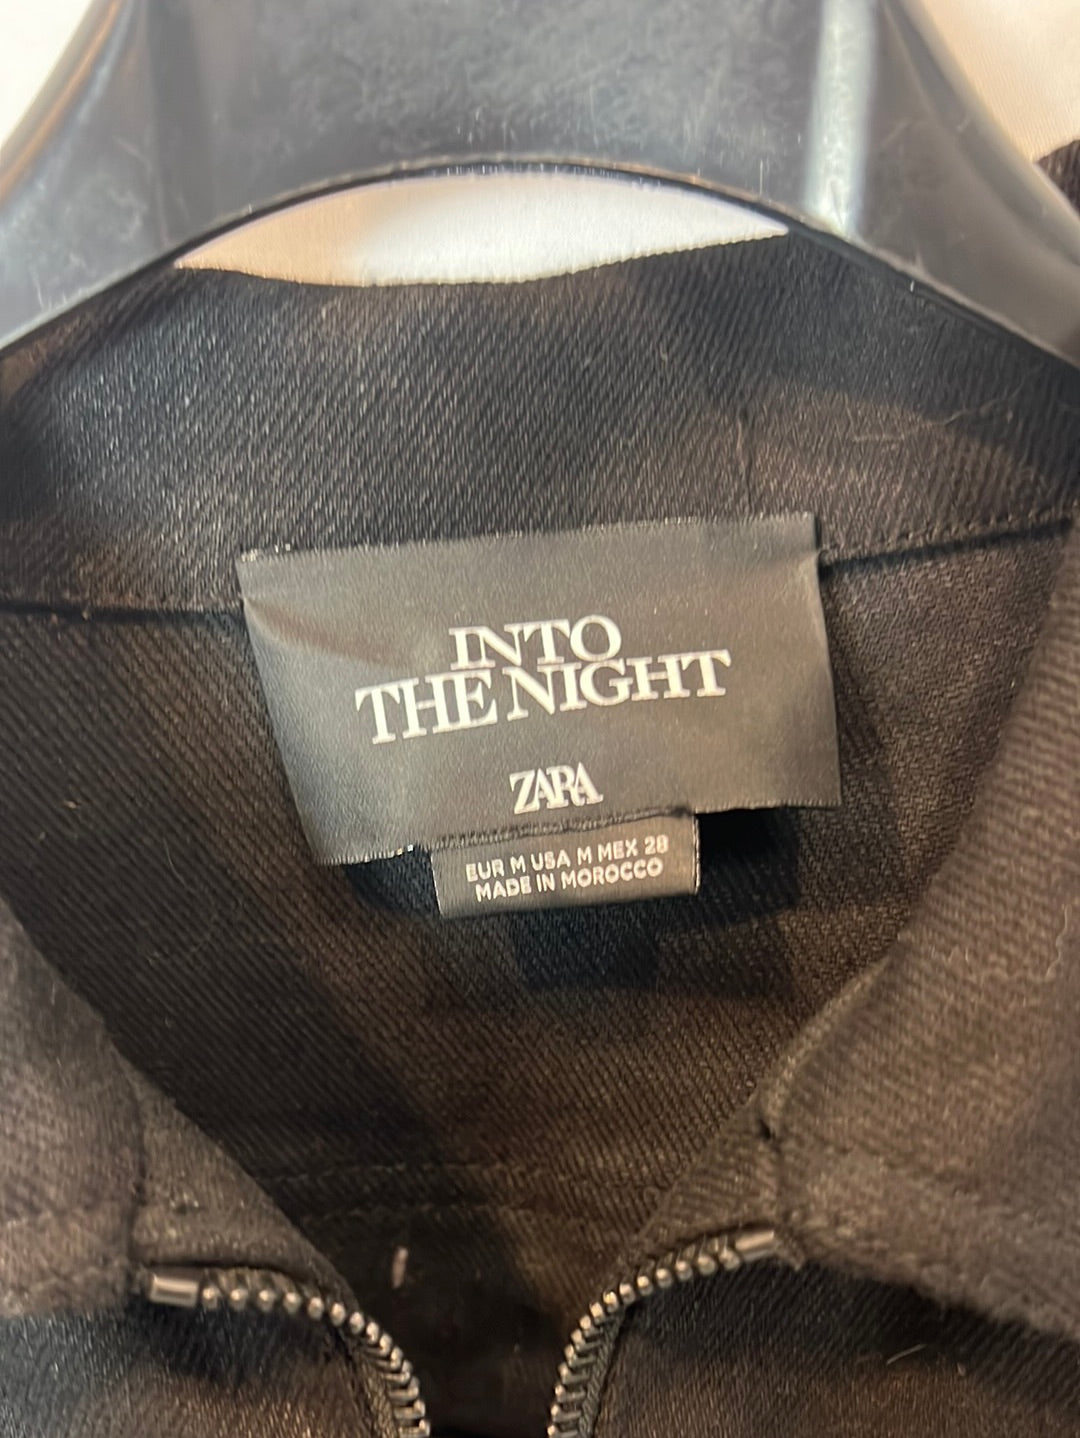 INTO
THE NIGHT
ZARA
EUR M USA M MEX 28
MADE IN MOROCCO